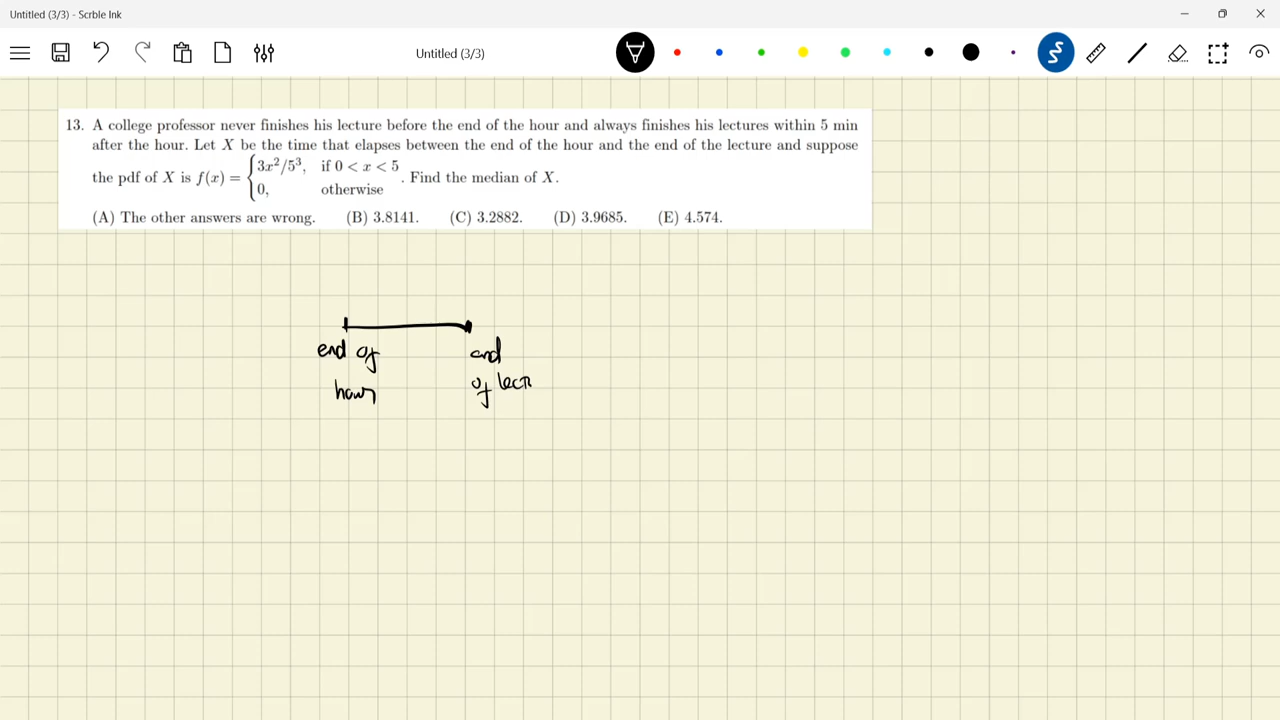 Untitled (3/3) - Scrble Ink
Untitled (3/3)
13. A college professor never finishes his lecture before the end of the hour and always finishes his lectures within 5 min
after the hour. Let X be the time that elapses between the end of the hour and the end of the lecture and suppose
the pdf of X is f(x) = { 3x²/5³, if 0 < x < 5
0, otherwise . Find the median of X.
(A) The other answers are wrong. (B) 3.8141. (C) 3.2882. (D) 3.9685. (E) 4.574.
end of
hour
end
of lect